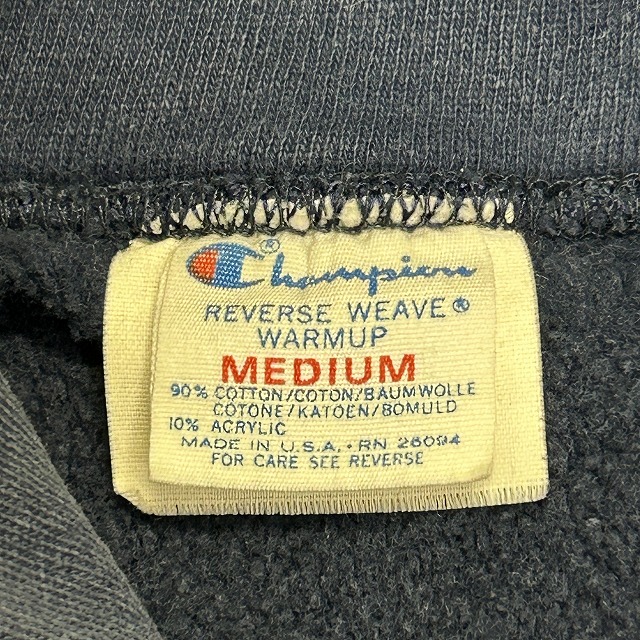 Champion®
REVERSE WEAVE®
WARMUP
MEDIUM
90% COTTON/COTON/BAUMWOLLE
COTONE/KATOEN/BOMULD
10% ACRYLIC
MADE IN U.S.A. · RN 26094
FOR CARE SEE REVERSE